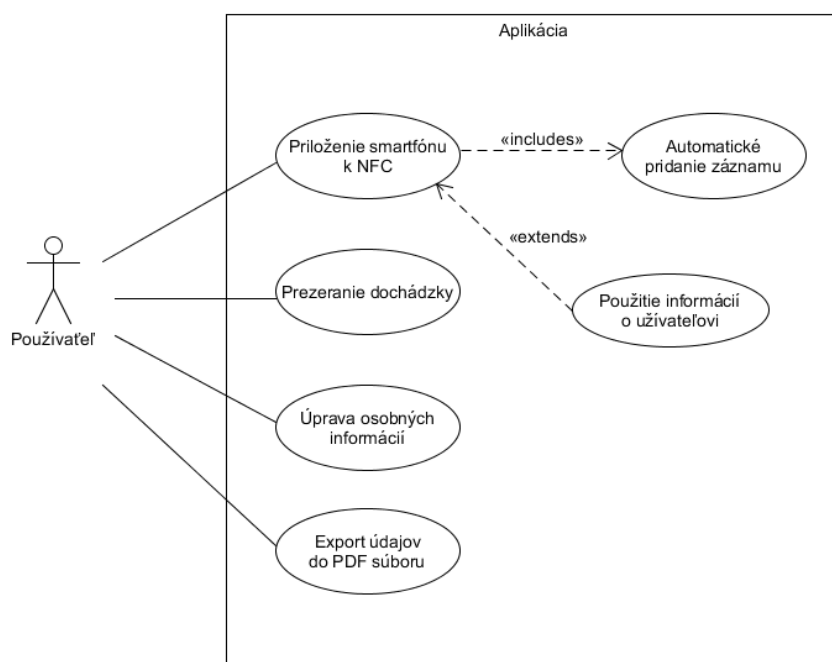 Aplikácia
Priloženie smartfónu
k NFC
«includes»
Automatické
pridanie záznamu
«extends»
Používaťeľ
Prezeranie dochádzky
Použitie informácií
o užívateľovi
Úprava osobných
informácií
Export údajov
do PDF súboru